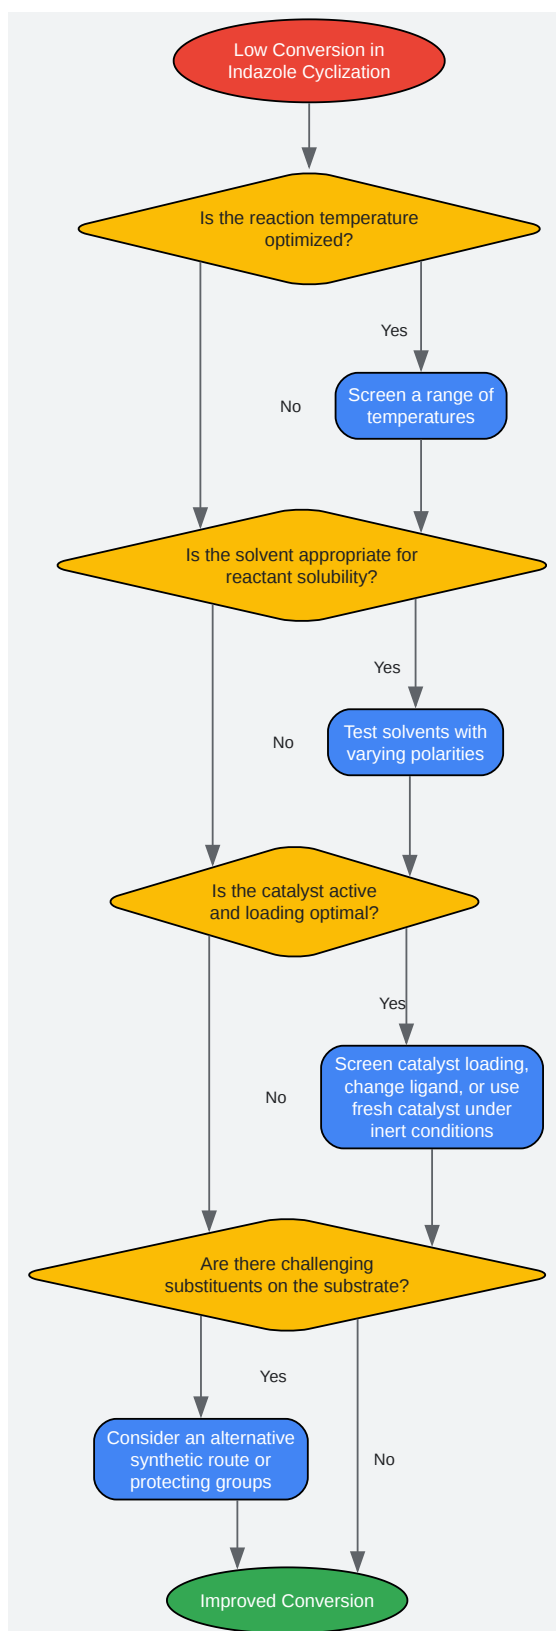 Low Conversion in
Indazole Cyclization
Is the reaction temperature
optimized?
Yes
Screen a range of
temperatures
No
Is the solvent appropriate for
reactant solubility?
Yes
Test solvents with
varying polarities
No
Is the catalyst active
and loading optimal?
Yes
Screen catalyst loading,
change ligand, or use
fresh catalyst under
inert conditions
No
Are there challenging
substituents on the substrate?
Yes
Consider an alternative
synthetic route or
protecting groups
No
Improved Conversion